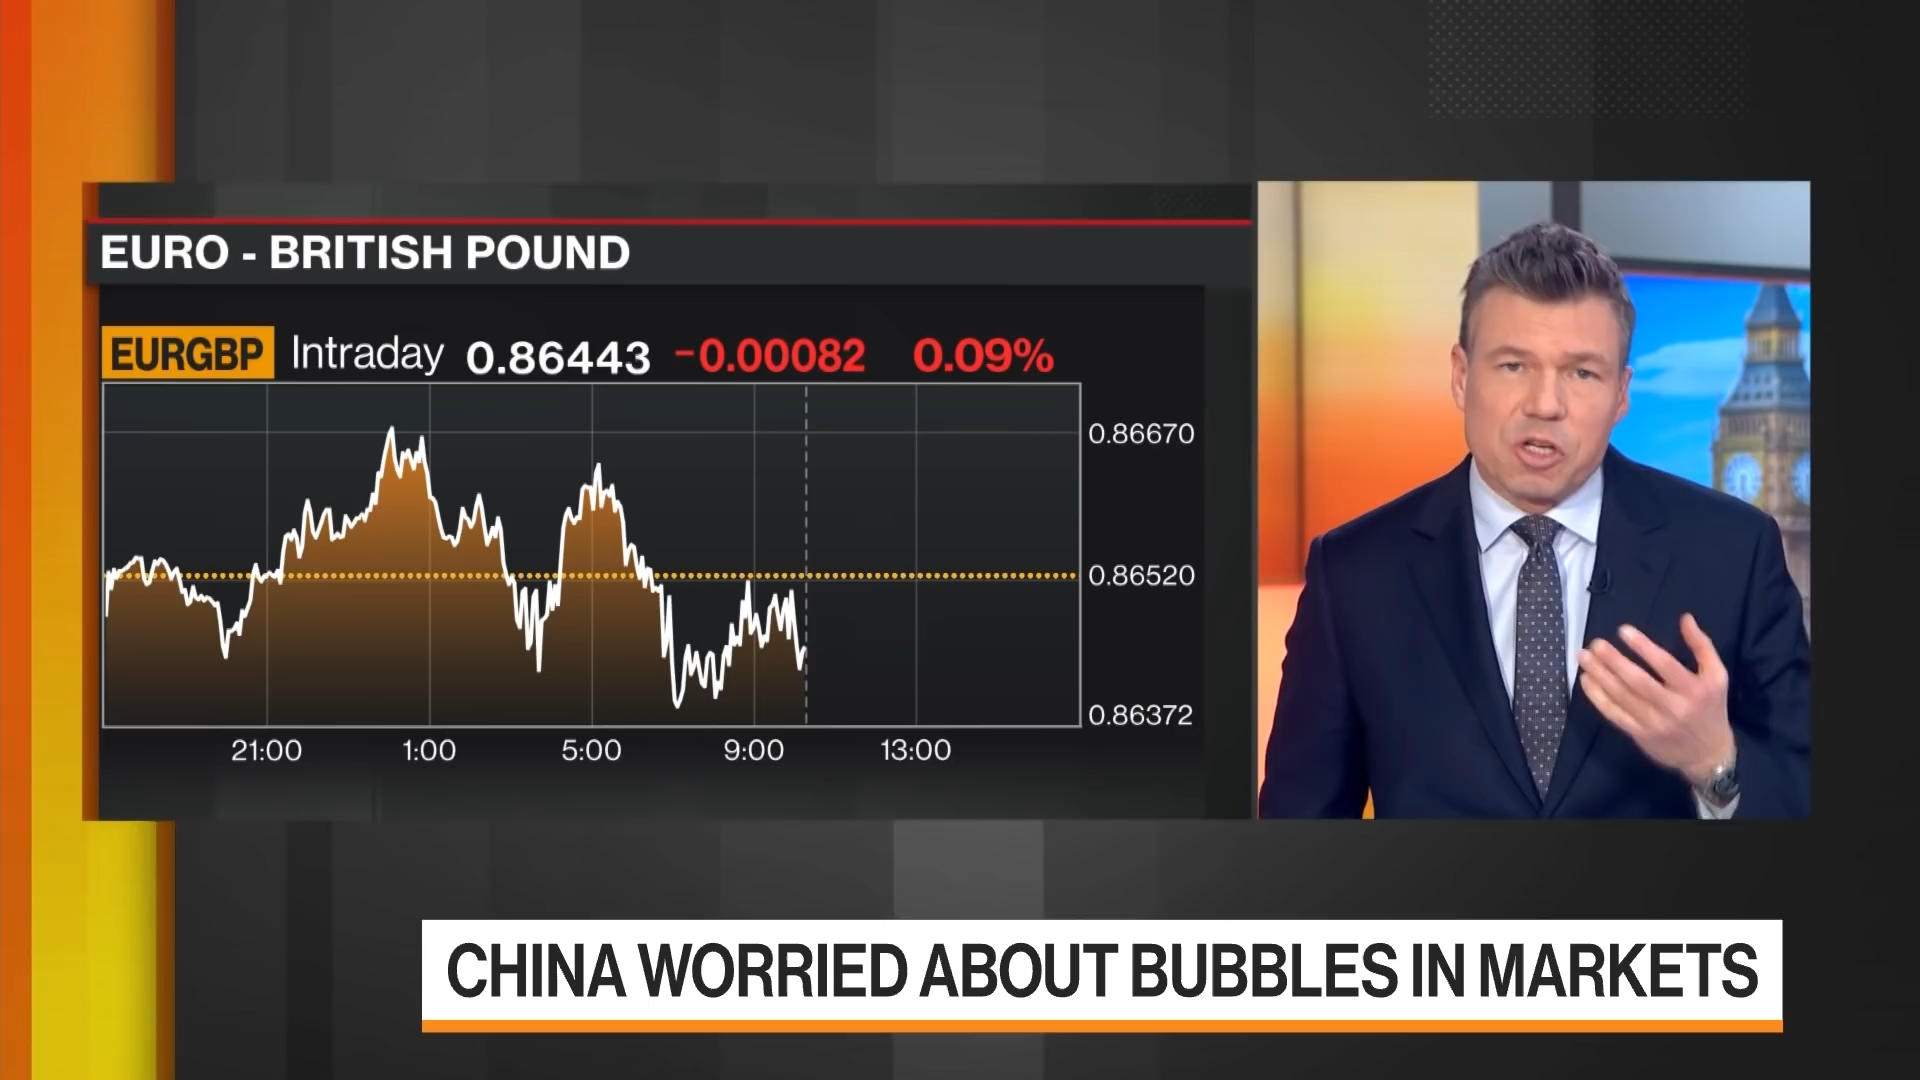 EURO - BRITISH POUND
EURGBP Intraday 0.86443 -0.00082 0.09%
0.86670
0.86520
0.86372
21:00 1:00 5:00 9:00 13:00
CHINA WORRIED ABOUT BUBBLES IN MARKETS